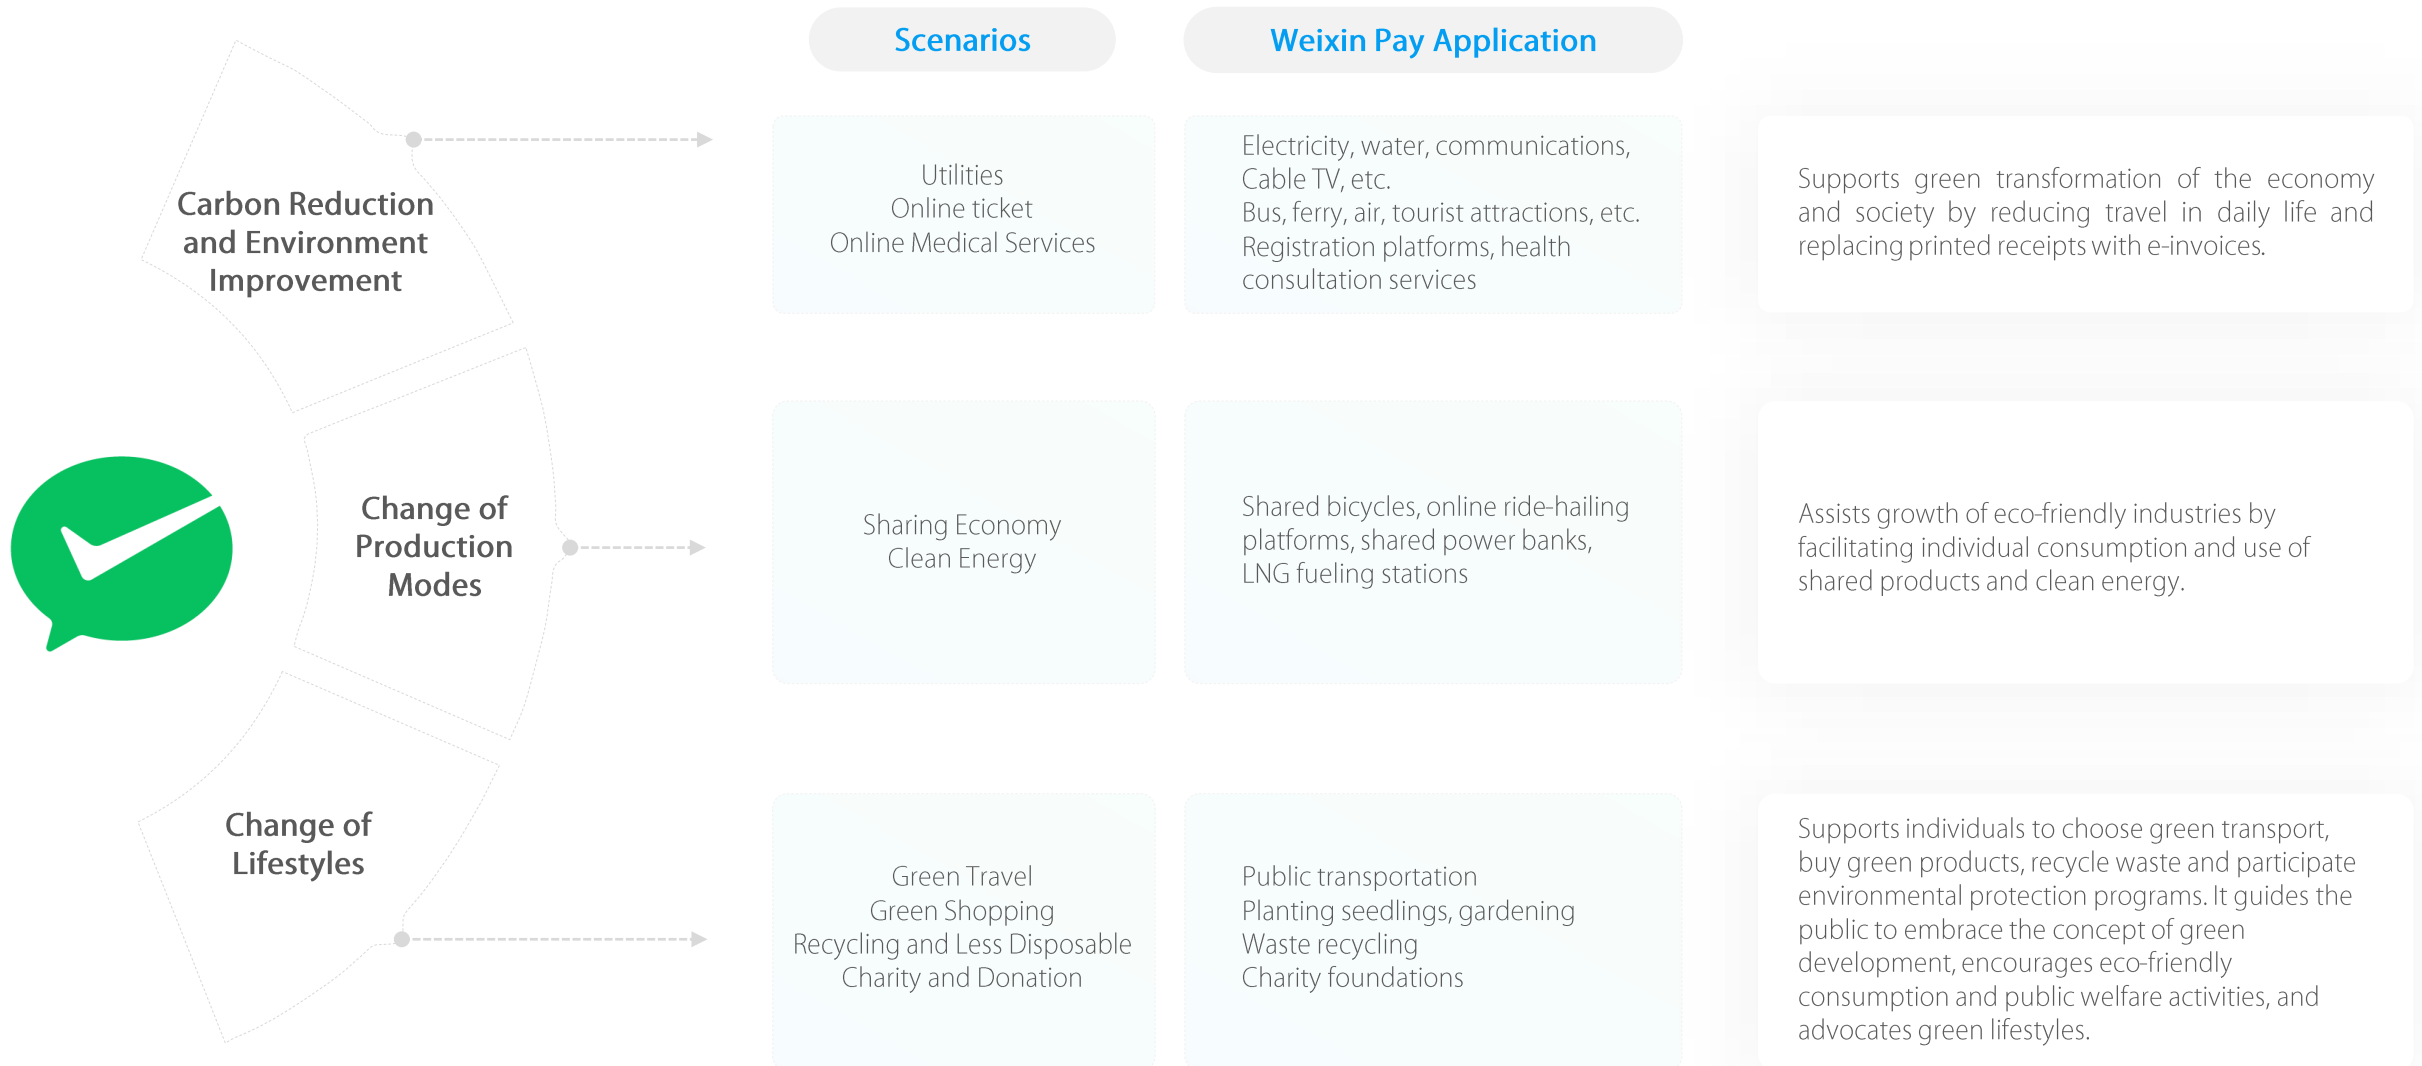 Scenarios
Weixin Pay Application
Carbon Reduction
and Environment
Improvement
Utilities
Online ticket
Online Medical Services
Electricity, water, communications,
Cable TV, etc.
Bus, ferry, air, tourist attractions, etc.
Registration platforms, health
consultation services
Supports green transformation of the economy
and society by reducing travel in daily life and
replacing printed receipts with e-invoices.
Change of
Production
Modes
Sharing Economy
Clean Energy
Shared bicycles, online ride-hailing
platforms, shared power banks,
LNG fueling stations
Assists growth of eco-friendly industries by
facilitating individual consumption and use of
shared products and clean energy.
Change of
Lifestyles
Green Travel
Green Shopping
Recycling and Less Disposable
Charity and Donation
Public transportation
Planting seedlings, gardening
Waste recycling
Charity foundations
Supports individuals to choose green transport,
buy green products, recycle waste and participate
environmental protection programs. It guides the
public to embrace the concept of green
development, encourages eco-friendly
consumption and public welfare activities, and
advocates green lifestyles.